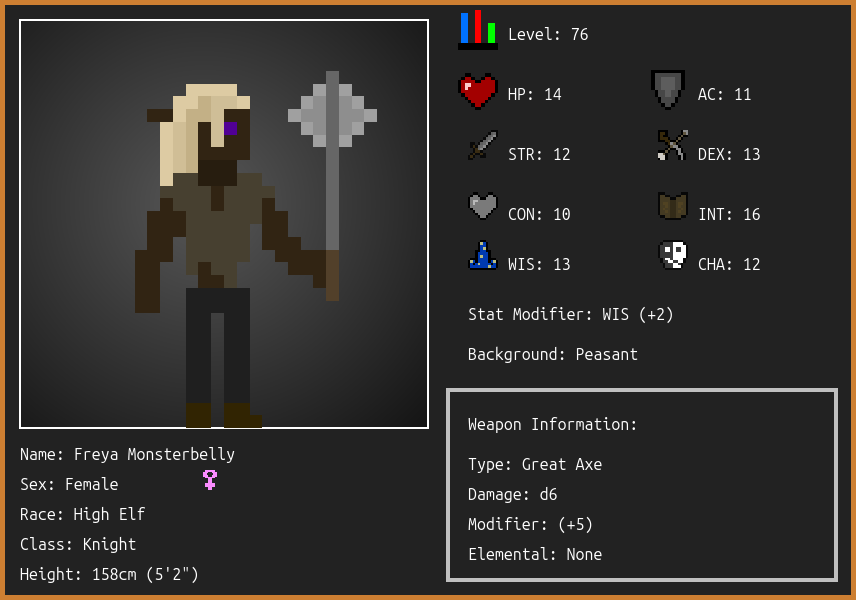 Level: 76
HP: 14
AC: 11
STR: 12
DEX: 13
CON: 10
INT: 16
WIS: 13
CHA: 12
Stat Modifier: WIS (+2)
Background: Peasant
Weapon Information:
Type: Great Axe
Damage: d6
Modifier: (+5)
Elemental: None
Name: Freya Monsterbelly
Sex: Female
Race: High Elf
Class: Knight
Height: 158cm (5'2")